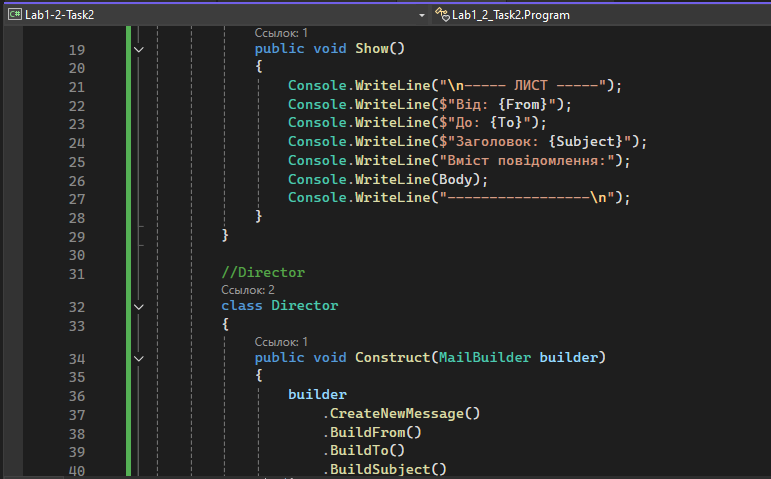 C# Lab1-2-Task2 Lab1_2_Task2.Program
Ссылок: 1
19 public void Show()
20 {
21 Console.WriteLine("\n----- ЛИСТ -----");
22 Console.WriteLine($"Від: {From}");
23 Console.WriteLine($"До: {To}");
24 Console.WriteLine($"Заголовок: {Subject}");
25 Console.WriteLine("Вміст повідомлення:");
26 Console.WriteLine(Body);
27 Console.WriteLine("-----------------\n");
28 }
29 }
30
31 //Director
Ссылок: 2
32 class Director
33 {
Ссылок: 1
34 public void Construct(MailBuilder builder)
35 {
36 builder
37 .CreateNewMessage()
38 .BuildFrom()
39 .BuildTo()
40 .BuildSubject()